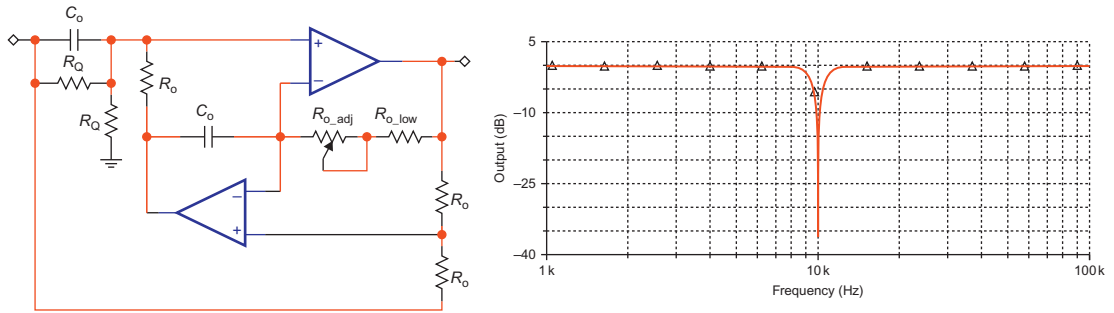 Co
RQ
Ro
RQ
Co
Ro_adj
Ro_low
Ro
Ro
+
−
−
+
5
−10
−25
−40
Output (dB)
1 k
10 k
100 k
Frequency (Hz)